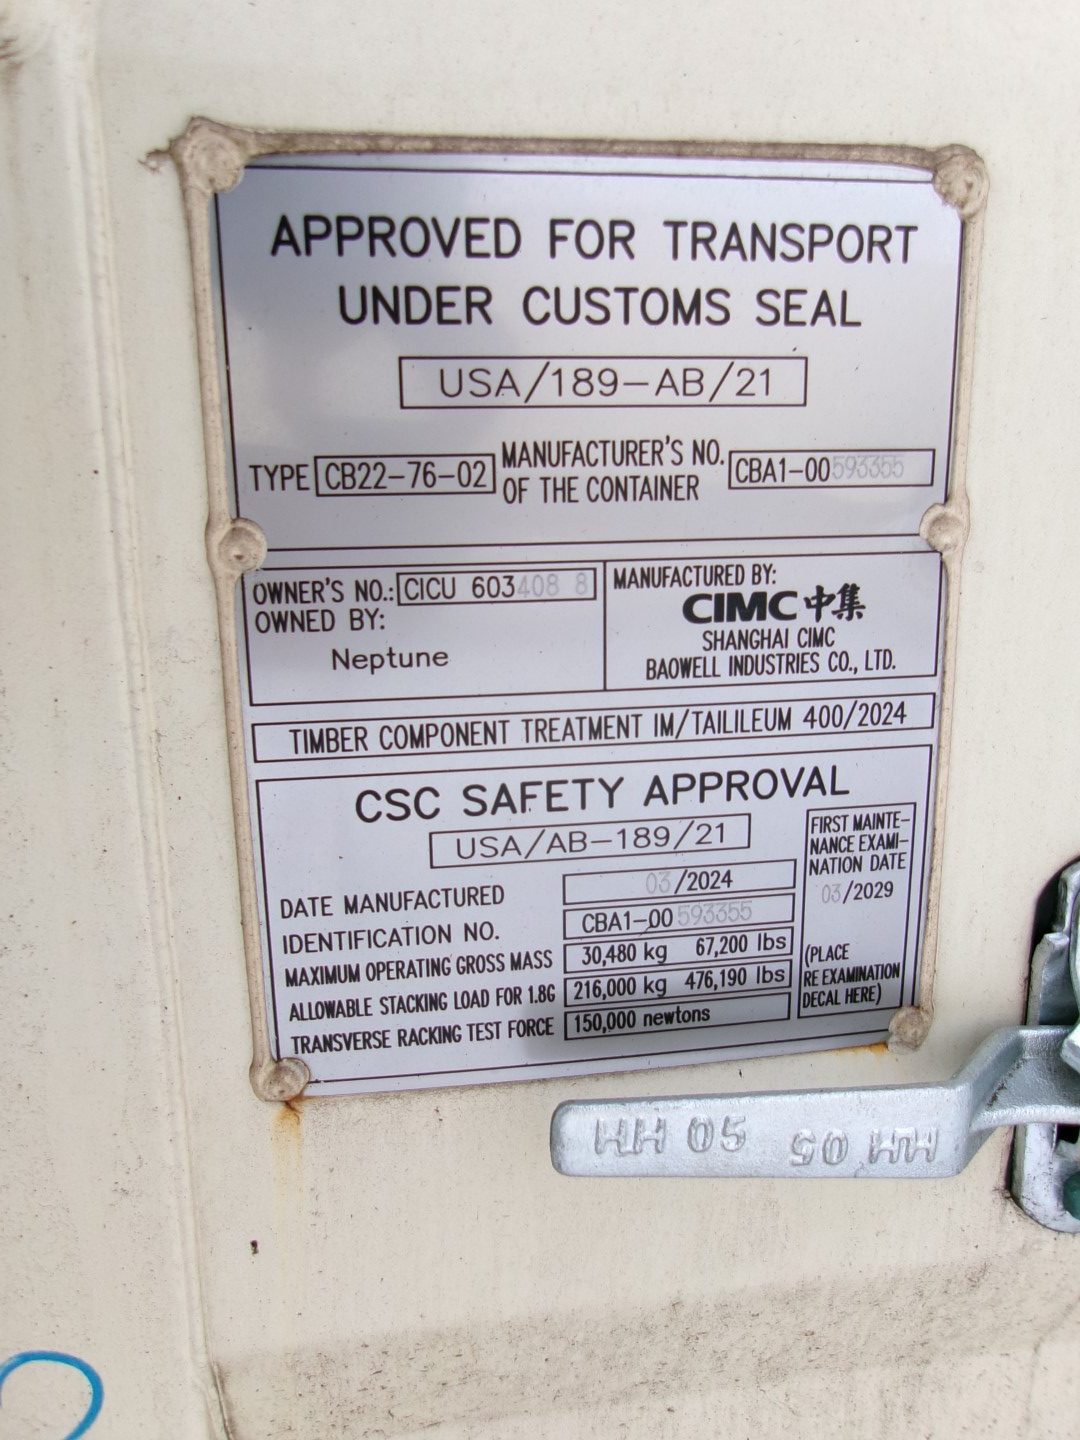 APPROVED FOR TRANSPORT
UNDER CUSTOMS SEAL
USA/189-AB/21
TYPE CB22-76-02 MANUFACTURER'S NO.
OF THE CONTAINER CBA1-00593355
OWNER'S NO.: CICU 603408 8
OWNED BY:
Neptune
MANUFACTURED BY:
CIMC 中集
SHANGHAI CIMC
BAOWELL INDUSTRIES CO., LTD.
TIMBER COMPONENT TREATMENT IM/TAILILEUM 400/2024
CSC SAFETY APPROVAL
USA/AB-189/21
DATE MANUFACTURED 03/2024
IDENTIFICATION NO. CBA1-00593355
MAXIMUM OPERATING GROSS MASS 30,480 kg 67,200 lbs
ALLOWABLE STACKING LOAD FOR 1.8G 216,000 kg 476,190 lbs
TRANSVERSE RACKING TEST FORCE 150,000 newtons
FIRST MAINTE-
NANCE EXAMI-
NATION DATE
03/2029
(PLACE
RE EXAMINATION
DECAL HERE)
HH 05 50 HH